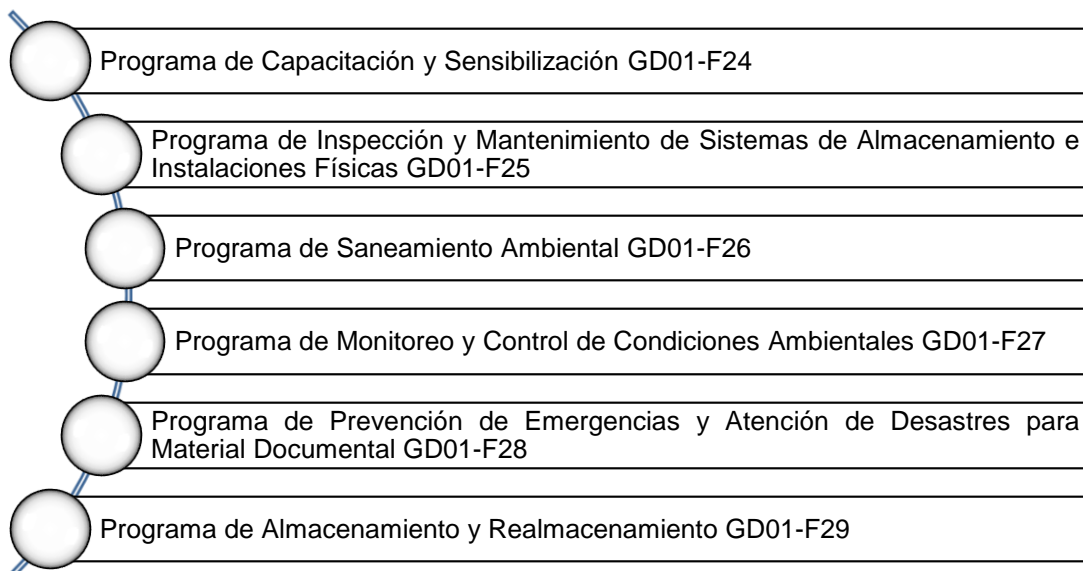 Programa de Capacitación y Sensibilización GD01-F24
Programa de Inspección y Mantenimiento de Sistemas de Almacenamiento e
Instalaciones Físicas GD01-F25
Programa de Saneamiento Ambiental GD01-F26
Programa de Monitoreo y Control de Condiciones Ambientales GD01-F27
Programa de Prevención de Emergencias y Atención de Desastres para
Material Documental GD01-F28
Programa de Almacenamiento y Realmacenamiento GD01-F29